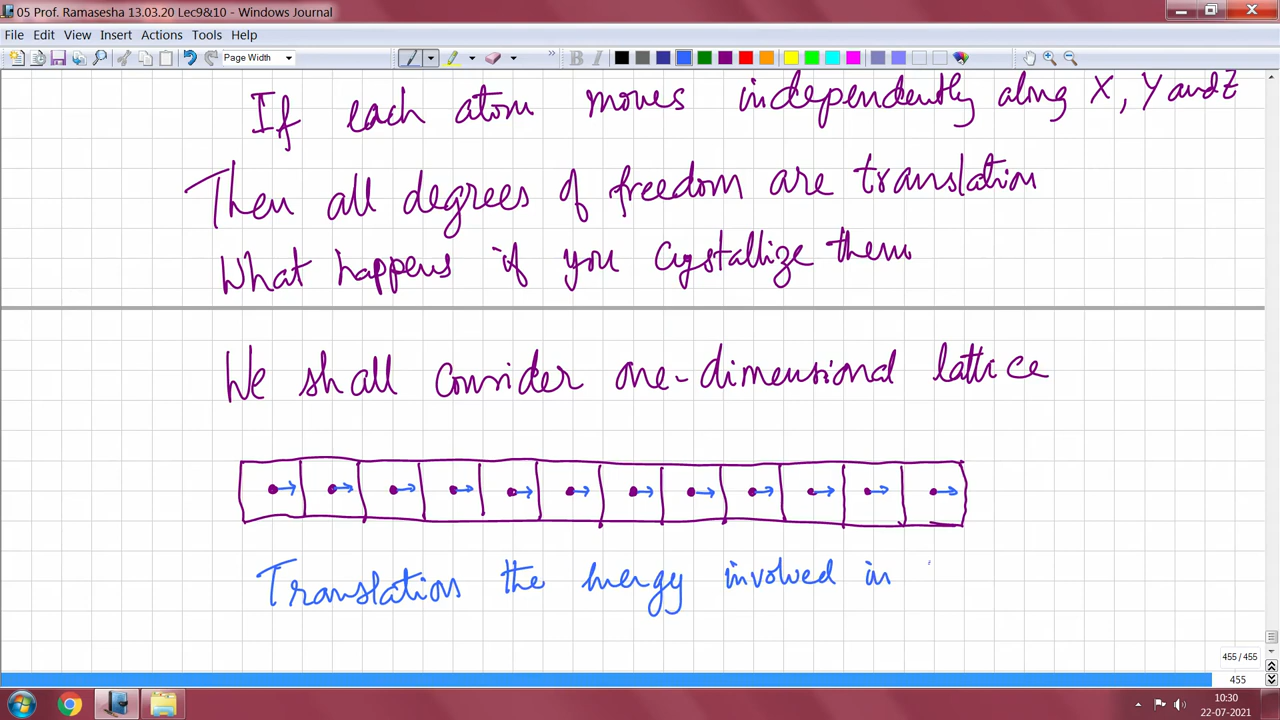 05 Prof. Ramasesha 13.03.20 Lec9&10 - Windows Journal
File Edit View Insert Actions Tools Help
Page Width
If each atom moves independently along X, Y and Z
Then all degrees of freedom are translation
What happens if you crystallize them
We shall consider one-dimensional lattice
Translation the energy involved in
455 / 455
455
10:30
22-07-2021